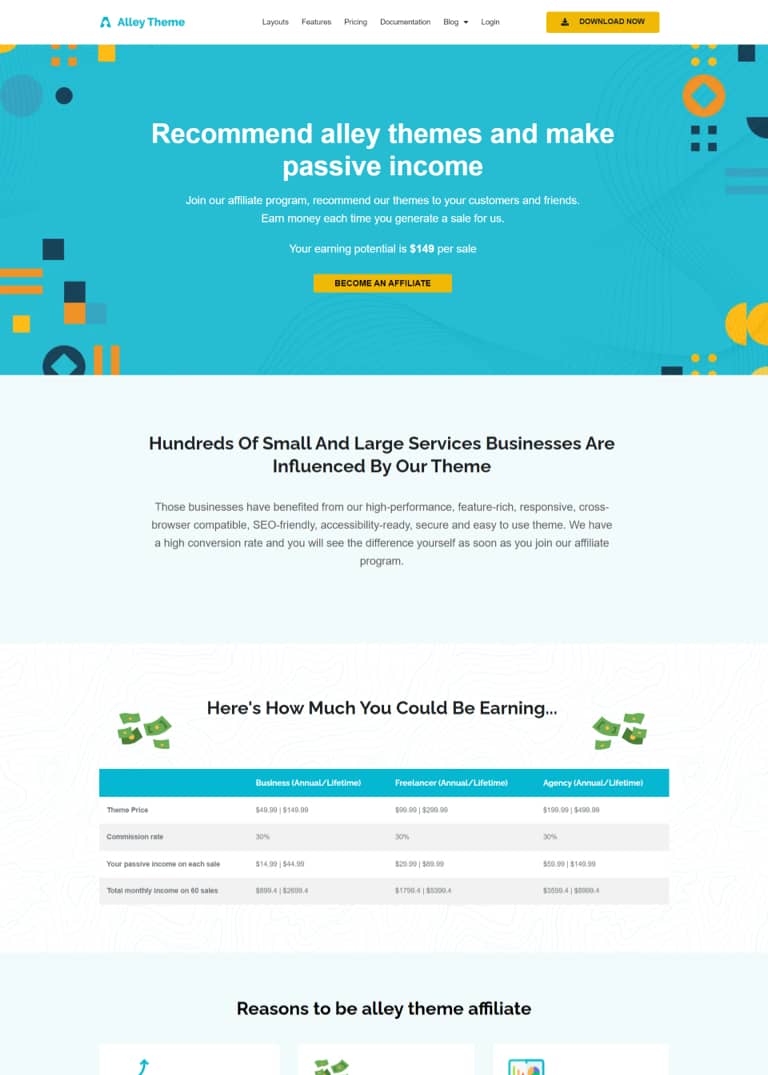 Alley Theme
Layouts Features Pricing Documentation Blog Login
DOWNLOAD NOW
Recommend alley themes and make
passive income
Join our affiliate program, recommend our themes to your customers and friends.
Earn money each time you generate a sale for us.
Your earning potential is $149 per sale
BECOME AN AFFILIATE
Hundreds Of Small And Large Services Businesses Are
Influenced By Our Theme
Those businesses have benefited from our high-performance, feature-rich, responsive, cross-
browser compatible, SEO-friendly, accessibility-ready, secure and easy to use theme. We have
a high conversion rate and you will see the difference yourself as soon as you join our affiliate
program.
Here's How Much You Could Be Earning...
Business (Annual/Lifetime) Freelancer (Annual/Lifetime) Agency (Annual/Lifetime)
Theme Price $49.99 | $149.99 $99.99 | $299.99 $199.99 | $499.99
Commission rate 30% 30% 30%
Your passive income on each sale $14.99 | $44.99 $29.99 | $89.99 $59.99 | $149.99
Total monthly income on 60 sales $899.4 | $2699.4 $1799.4 | $5399.4 $3599.4 | $8999.4
Reasons to be alley theme affiliate